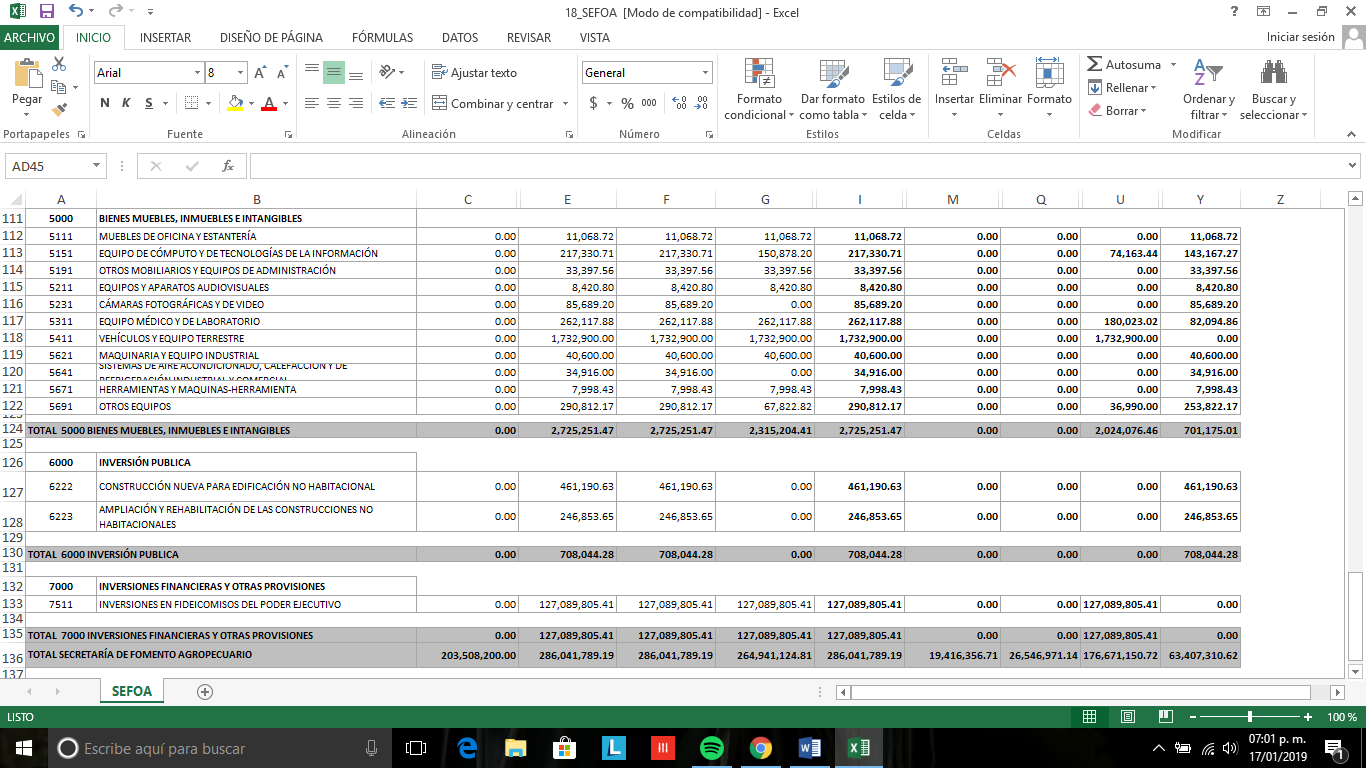 18_SEFOA [Modo de compatibilidad] - Excel
ARCHIVO INICIO INSERTAR DISEÑO DE PÁGINA FÓRMULAS DATOS REVISAR VISTA Iniciar sesión
Pegar Arial 8 Ajustar texto General Formato condicional Dar formato como tabla Estilos de celda Insertar Eliminar Formato Autosuma Rellenar Borrar Ordenar y filtrar Buscar y seleccionar
N K S Combinar y centrar $ % 000
Portapapeles Fuente Alineación Número Estilos Celdas Modificar
AD45 fx
A B C E F G I M Q U Y Z
111 5000 BIENES MUEBLES, INMUEBLES E INTANGIBLES
112 5111 MUEBLES DE OFICINA Y ESTANTERÍA 0.00 11,068.72 11,068.72 11,068.72 11,068.72 0.00 0.00 0.00 11,068.72
113 5151 EQUIPO DE CÓMPUTO Y DE TECNOLOGÍAS DE LA INFORMACIÓN 0.00 217,330.71 217,330.71 150,878.20 217,330.71 0.00 0.00 74,163.44 143,167.27
114 5191 OTROS MOBILIARIOS Y EQUIPOS DE ADMINISTRACIÓN 0.00 33,397.56 33,397.56 33,397.56 33,397.56 0.00 0.00 0.00 33,397.56
115 5211 EQUIPOS Y APARATOS AUDIOVISUALES 0.00 8,420.80 8,420.80 8,420.80 8,420.80 0.00 0.00 0.00 8,420.80
116 5231 CÁMARAS FOTOGRÁFICAS Y DE VIDEO 0.00 85,689.20 85,689.20 0.00 85,689.20 0.00 0.00 0.00 85,689.20
117 5311 EQUIPO MÉDICO Y DE LABORATORIO 0.00 262,117.88 262,117.88 262,117.88 262,117.88 0.00 0.00 180,023.02 82,094.86
118 5411 VEHÍCULOS Y EQUIPO TERRESTRE 0.00 1,732,900.00 1,732,900.00 1,732,900.00 1,732,900.00 0.00 0.00 1,732,900.00 0.00
119 5621 MAQUINARIA Y EQUIPO INDUSTRIAL 0.00 40,600.00 40,600.00 40,600.00 40,600.00 0.00 0.00 0.00 40,600.00
120 5641 SISTEMAS DE AIRE ACONDICIONADO, CALEFACCIÓN Y DE REFRIGERACIÓN INDUSTRIAL Y COMERCIAL 0.00 34,916.00 34,916.00 0.00 34,916.00 0.00 0.00 0.00 34,916.00
121 5671 HERRAMIENTAS Y MAQUINAS-HERRAMIENTA 0.00 7,998.43 7,998.43 7,998.43 7,998.43 0.00 0.00 0.00 7,998.43
122 5691 OTROS EQUIPOS 0.00 290,812.17 290,812.17 67,822.82 290,812.17 0.00 0.00 36,990.00 253,822.17
123
124 TOTAL 5000 BIENES MUEBLES, INMUEBLES E INTANGIBLES 0.00 2,725,251.47 2,725,251.47 2,315,204.41 2,725,251.47 0.00 0.00 2,024,076.46 701,175.01
125
126 6000 INVERSIÓN PUBLICA
127 6222 CONSTRUCCIÓN NUEVA PARA EDIFICACIÓN NO HABITACIONAL 0.00 461,190.63 461,190.63 0.00 461,190.63 0.00 0.00 0.00 461,190.63
128 6223 AMPLIACIÓN Y REHABILITACIÓN DE LAS CONSTRUCCIONES NO HABITACIONALES 0.00 246,853.65 246,853.65 0.00 246,853.65 0.00 0.00 0.00 246,853.65
129
130 TOTAL 6000 INVERSIÓN PUBLICA 0.00 708,044.28 708,044.28 0.00 708,044.28 0.00 0.00 0.00 708,044.28
131
132 7000 INVERSIONES FINANCIERAS Y OTRAS PROVISIONES
133 7511 INVERSIONES EN FIDEICOMISOS DEL PODER EJECUTIVO 0.00 127,089,805.41 127,089,805.41 127,089,805.41 127,089,805.41 0.00 0.00 127,089,805.41 0.00
134
135 TOTAL 7000 INVERSIONES FINANCIERAS Y OTRAS PROVISIONES 0.00 127,089,805.41 127,089,805.41 127,089,805.41 127,089,805.41 0.00 0.00 127,089,805.41 0.00
136 TOTAL SECRETARÍA DE FOMENTO AGROPECUARIO 203,508,200.00 286,041,789.19 286,041,789.19 264,941,124.81 286,041,789.19 19,416,356.71 26,546,971.14 176,671,150.72 63,407,310.62
137
SEFOA
LISTO 100 %
Escribe aquí para buscar
07:01 p. m.
17/01/2019
1